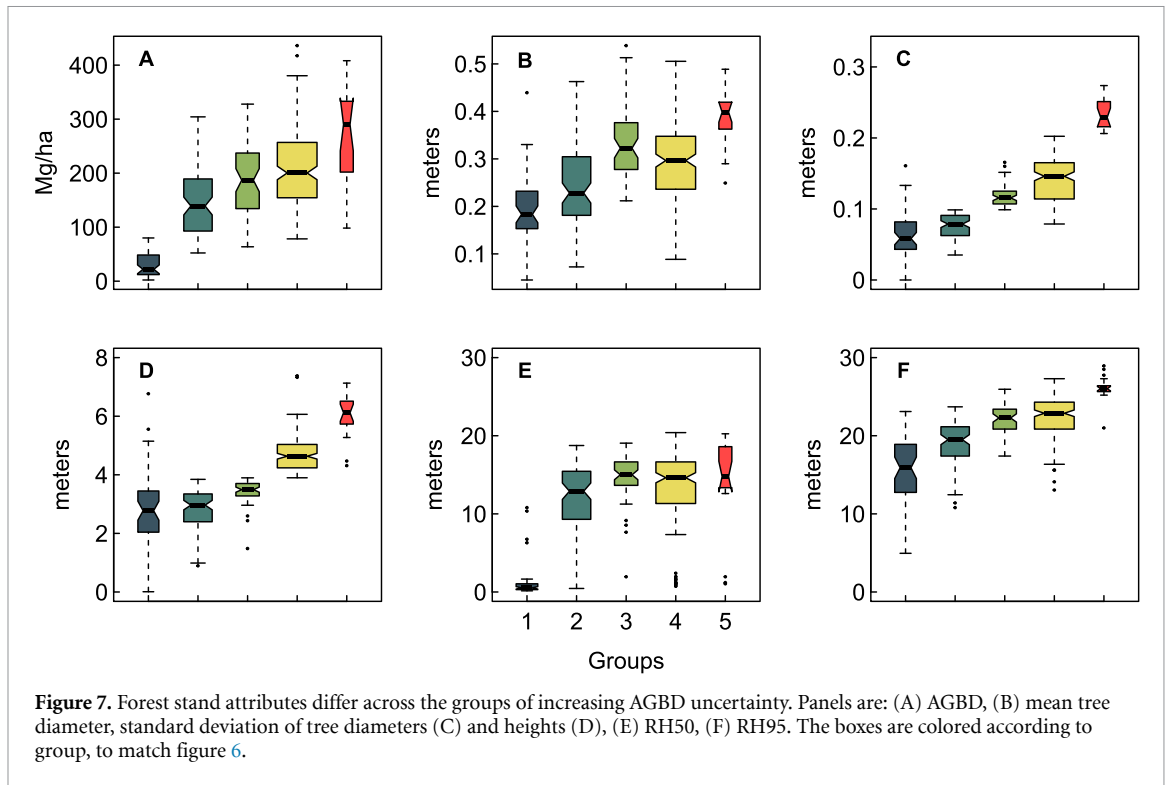 A
Mg/ha
400
300
200
100
0
B
meters
0.5
0.4
0.3
0.2
0.1
C
meters
0.3
0.2
0.1
0
D
meters
8
6
4
2
0
E
meters
30
20
10
0
1 2 3 4 5
Groups
F
meters
30
20
10
0
Figure 7. Forest stand attributes differ across the groups of increasing AGBD uncertainty. Panels are: (A) AGBD, (B) mean tree
diameter, standard deviation of tree diameters (C) and heights (D), (E) RH50, (F) RH95. The boxes are colored according to
group, to match figure 6.